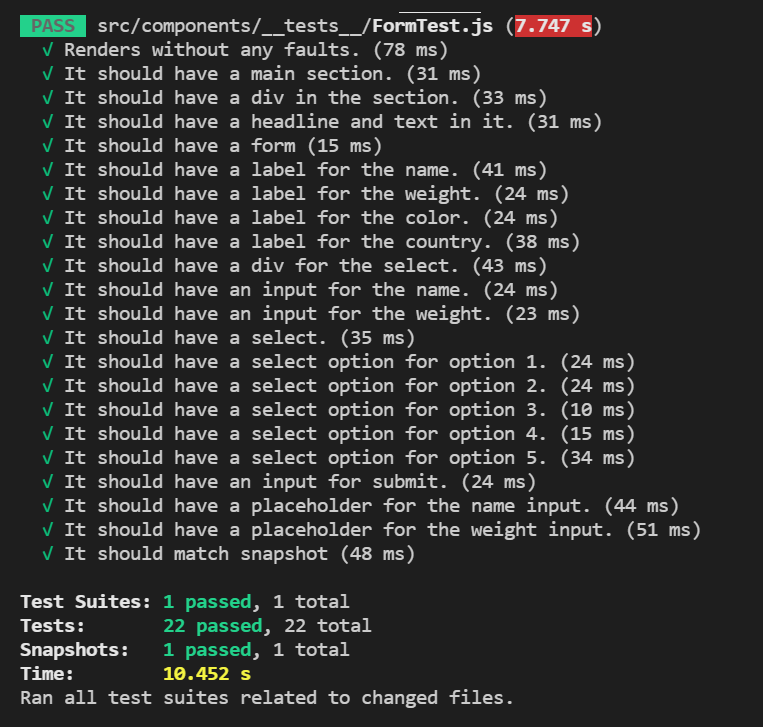 PASS src/components/__tests__/FormTest.js (7.747 s)
√ Renders without any faults. (78 ms)
√ It should have a main section. (31 ms)
√ It should have a div in the section. (33 ms)
√ It should have a headline and text in it. (31 ms)
√ It should have a form (15 ms)
√ It should have a label for the name. (41 ms)
√ It should have a label for the weight. (24 ms)
√ It should have a label for the color. (24 ms)
√ It should have a label for the country. (38 ms)
√ It should have a div for the select. (43 ms)
√ It should have an input for the name. (24 ms)
√ It should have an input for the weight. (23 ms)
√ It should have a select. (35 ms)
√ It should have a select option for option 1. (24 ms)
√ It should have a select option for option 2. (24 ms)
√ It should have a select option for option 3. (10 ms)
√ It should have a select option for option 4. (15 ms)
√ It should have a select option for option 5. (34 ms)
√ It should have an input for submit. (24 ms)
√ It should have a placeholder for the name input. (44 ms)
√ It should have a placeholder for the weight input. (51 ms)
√ It should match snapshot (48 ms)
Test Suites: 1 passed, 1 total
Tests: 22 passed, 22 total
Snapshots: 1 passed, 1 total
Time: 10.452 s
Ran all test suites related to changed files.